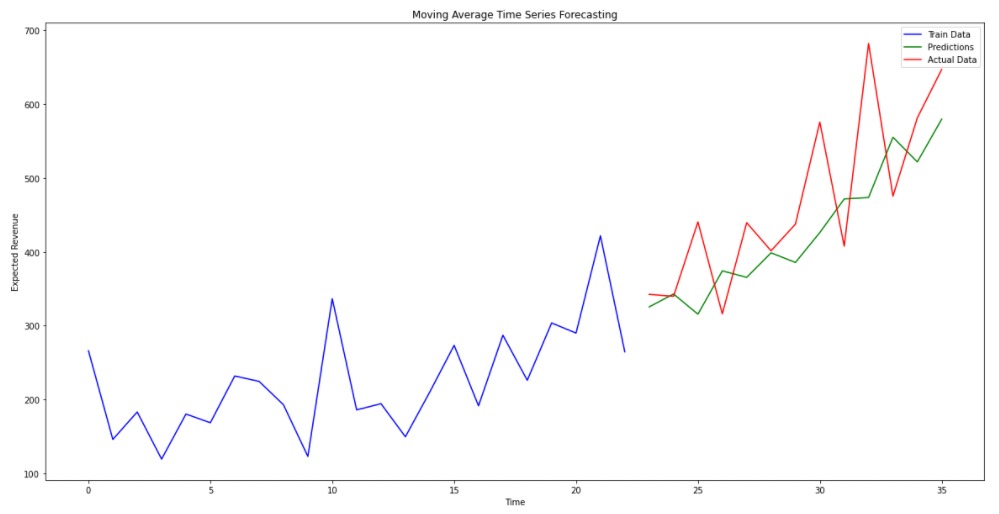 Moving Average Time Series Forecasting
700
Train Data
Predictions
Actual Data
600
500
400
300
200
100
Expected Revenue
0
5
10
15
20
25
30
35
Time